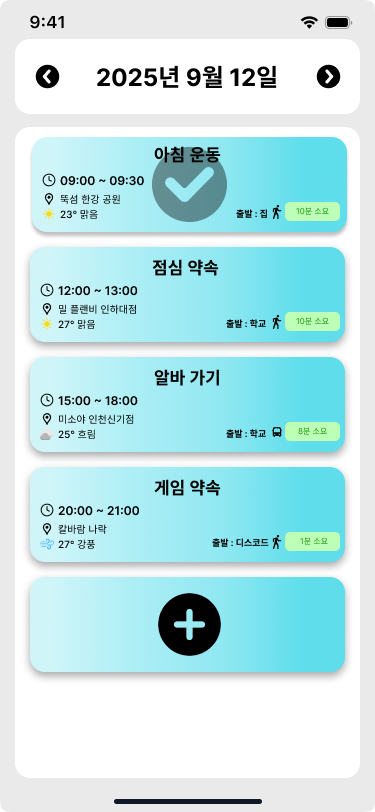 9:41
2025년 9월 12일
아침 운동
09:00 ~ 09:30
뚝섬 한강 공원
23° 맑음
출발 : 집
10분 소요
점심 약속
12:00 ~ 13:00
밀 플랜비 인하대점
27° 맑음
출발 : 학교
10분 소요
알바 가기
15:00 ~ 18:00
미소야 인천신기점
25° 흐림
출발 : 학교
8분 소요
게임 약속
20:00 ~ 21:00
칼바람 나락
27° 강풍
출발 : 디스코드
1분 소요